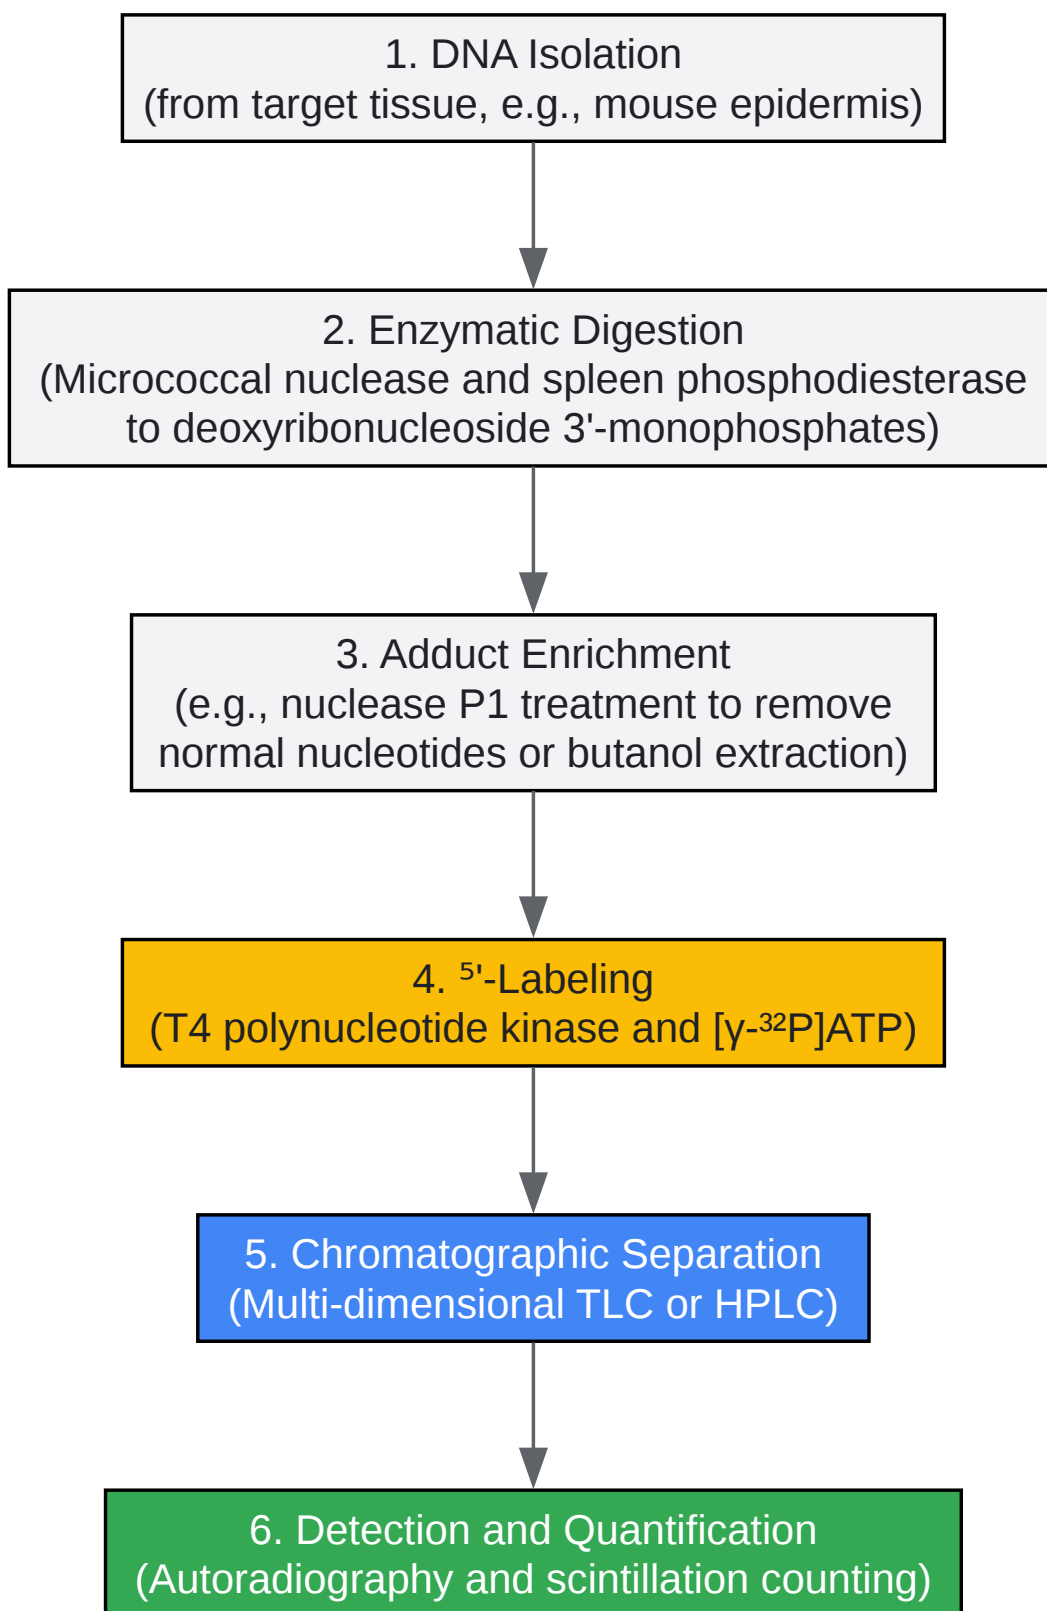 1. DNA Isolation
(from target tissue, e.g., mouse epidermis)
2. Enzymatic Digestion
(Micrococcal nuclease and spleen phosphodiesterase
to deoxyribonucleoside 3'-monophosphates)
3. Adduct Enrichment
(e.g., nuclease P1 treatment to remove
normal nucleotides or butanol extraction)
4. ⁵'-Labeling
(T4 polynucleotide kinase and [γ-³²P]ATP)
5. Chromatographic Separation
(Multi-dimensional TLC or HPLC)
6. Detection and Quantification
(Autoradiography and scintillation counting)